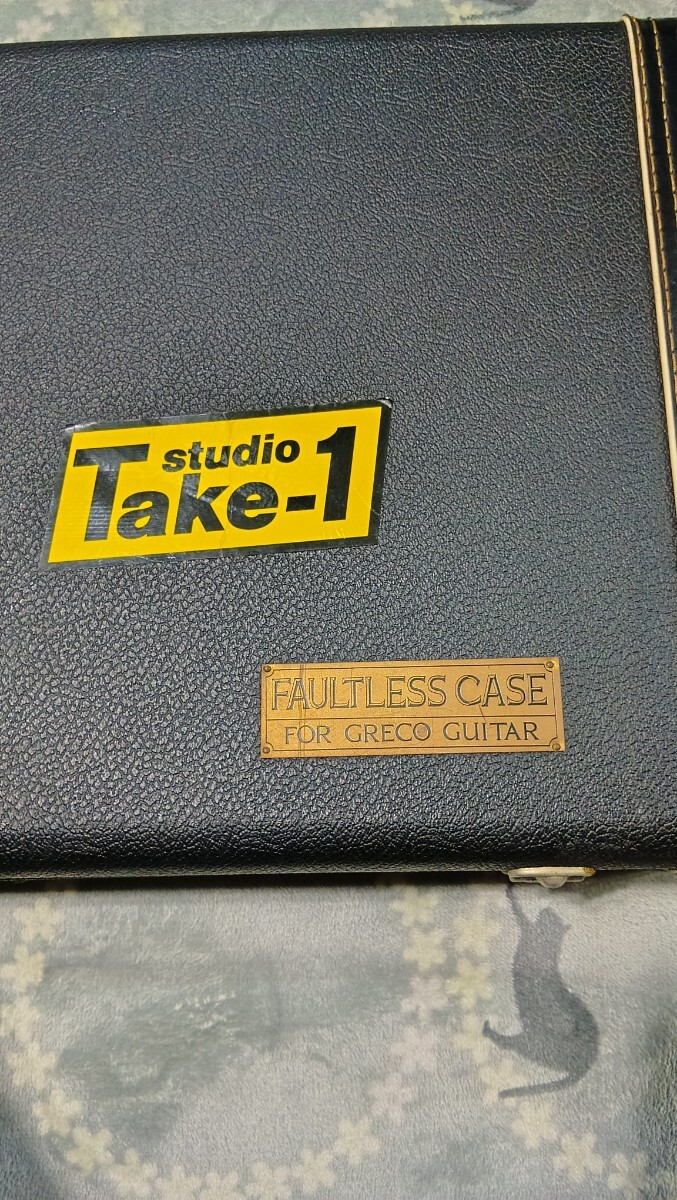 studio
Take-1
FAULTLESS CASE
FOR GRECO GUITAR